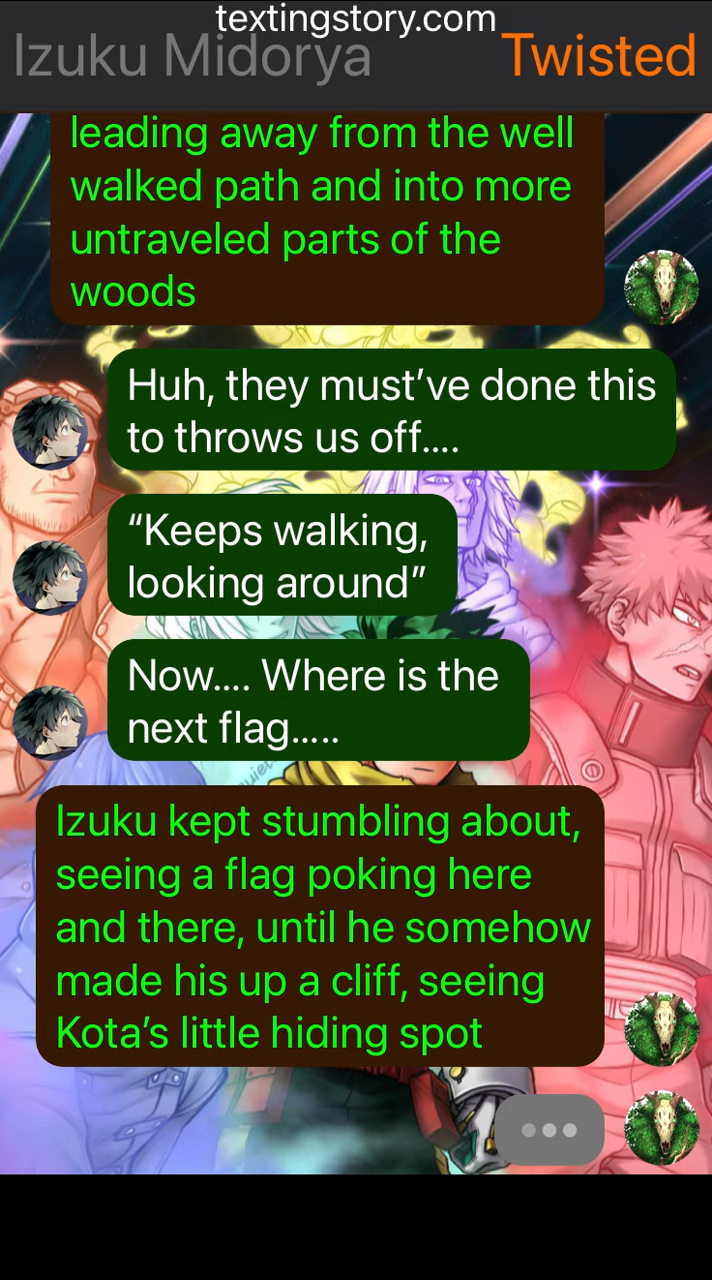 textingstory.com
Izuku Midorya
Twisted
leading away from the well
walked path and into more
untraveled parts of the
woods
Huh, they must’ve done this
to throws us off....
“Keeps walking,
looking around”
Now.... Where is the
next flag.....
Izuku kept stumbling about,
seeing a flag poking here
and there, until he somehow
made his up a cliff, seeing
Kota’s little hiding spot